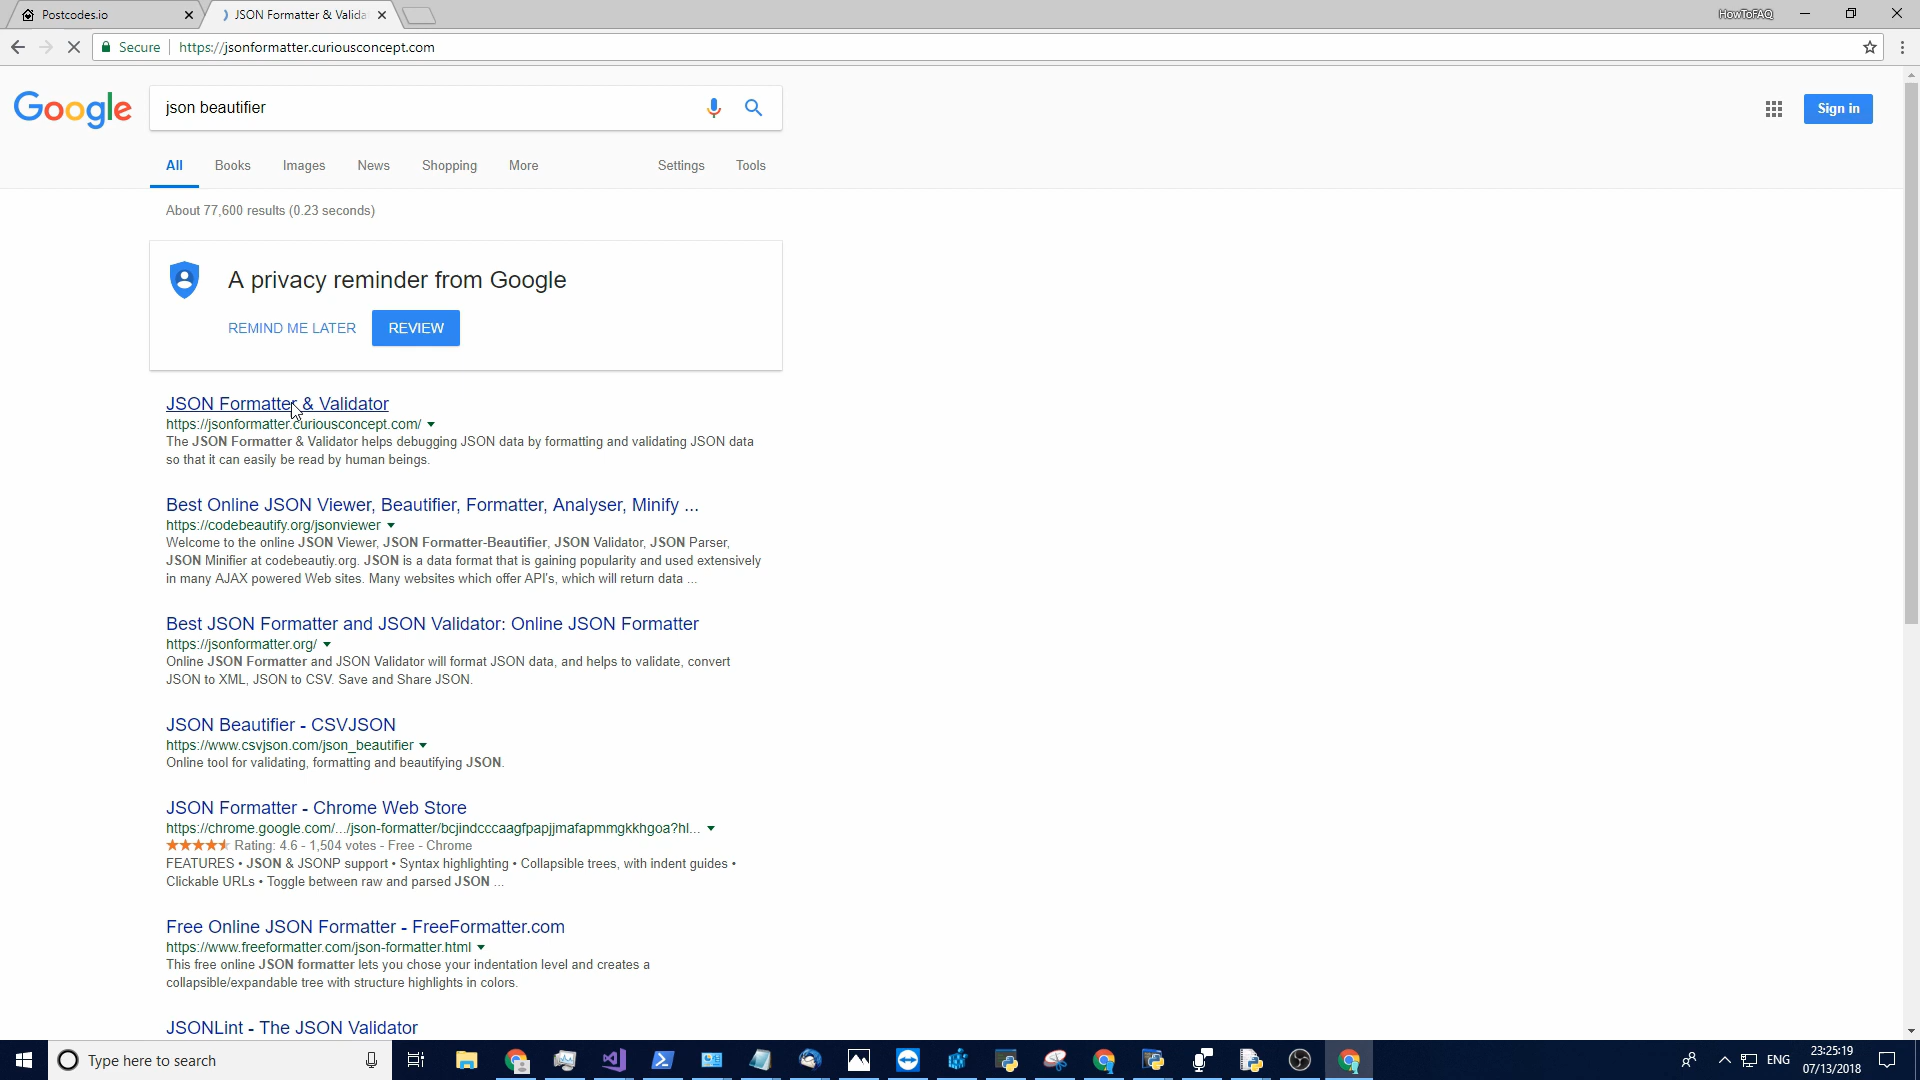 Postcodes.io
JSON Formatter & Valida
HowToFAQ
Secure
https://jsonformatter.curiousconcept.com
Google
json beautifier
Sign in
All
Books
Images
News
Shopping
More
Settings
Tools
About 77,600 results (0.23 seconds)
A privacy reminder from Google
REMIND ME LATER
REVIEW
JSON Formatter & Validator
https://jsonformatter.curiousconcept.com/
The JSON Formatter & Validator helps debugging JSON data by formatting and validating JSON data
so that it can easily be read by human beings.
Best Online JSON Viewer, Beautifier, Formatter, Analyser, Minify ...
https://codebeautify.org/jsonviewer
Welcome to the online JSON Viewer, JSON Formatter-Beautifier, JSON Validator, JSON Parser,
JSON Minifier at codebeautiy.org. JSON is a data format that is gaining popularity and used extensively
in many AJAX powered Web sites. Many websites which offer API's, which will return data ...
Best JSON Formatter and JSON Validator: Online JSON Formatter
https://jsonformatter.org/
Online JSON Formatter and JSON Validator will format JSON data, and helps to validate, convert
JSON to XML, JSON to CSV. Save and Share JSON.
JSON Beautifier - CSVJSON
https://www.csvjson.com/json_beautifier
Online tool for validating, formatting and beautifying JSON.
JSON Formatter - Chrome Web Store
https://chrome.google.com/.../json-formatter/bcjindcccaagfpapjjmafapmmgkkhgoa?hl...
Rating: 4.6 - 1,504 votes - Free - Chrome
FEATURES • JSON & JSONP support • Syntax highlighting • Collapsible trees, with indent guides •
Clickable URLs • Toggle between raw and parsed JSON ...
Free Online JSON Formatter - FreeFormatter.com
https://www.freeformatter.com/json-formatter.html
This free online JSON formatter lets you chose your indentation level and creates a
collapsible/expandable tree with structure highlights in colors.
JSONLint - The JSON Validator
Type here to search
ENG
23:25:19
07/13/2018